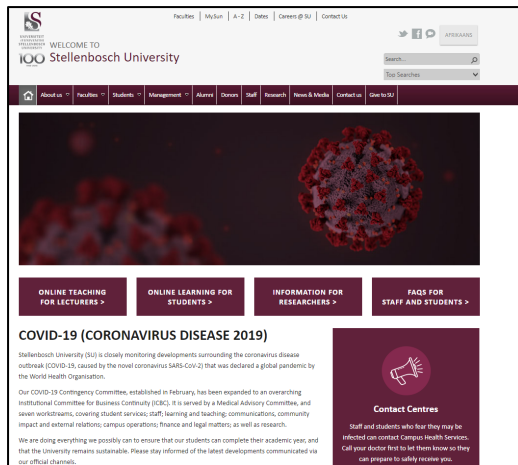 Faculties | MySun | A - Z | Dates | Careers @ SU | Contact Us
UNIVERSITEIT
STELLENBOSCH
UNIVERSITY
100
WELCOME TO
Stellenbosch University
AFRIKAANS
Search...
Top Searches
About us Faculties Students Management Alumni Donors Staff Research News & Media Contact us Give to SU
ONLINE TEACHING
FOR LECTURERS >
ONLINE LEARNING FOR
STUDENTS >
INFORMATION FOR
RESEARCHERS >
FAQS FOR
STAFF AND STUDENTS >
COVID-19 (CORONAVIRUS DISEASE 2019)
Stellenbosch University (SU) is closely monitoring developments surrounding the coronavirus disease
outbreak (COVID-19, caused by the novel coronavirus SARS-CoV-2) that was declared a global pandemic by
the World Health Organisation.
Our COVID-19 Contingency Committee, established in February, has been expanded to an overarching
Institutional Committee for Business Continuity (ICBC). It is served by a Medical Advisory Committee, and
seven workstreams, covering student services; staff; learning and teaching; communications, community
impact and external relations; campus operations; finance and legal matters; as well as research.
We are doing everything we possibly can to ensure that our students can complete their academic year, and
that the University remains sustainable. Please stay informed of the latest developments communicated via
our official channels.
Contact Centres
Staff and students who fear they may be
infected can contact Campus Health Services.
Call your doctor first to let them know so they
can prepare to safely receive you.